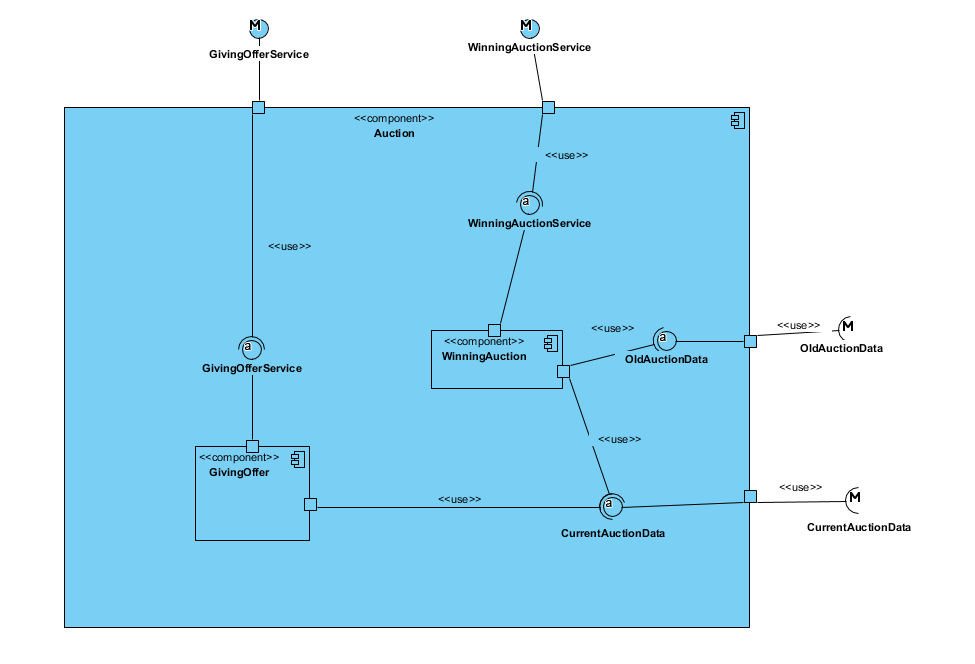 M
GivingOfferService
M
WinningAuctionService
<<component>>
Auction
<<use>>
a
WinningAuctionService
<<use>>
a
GivingOfferService
<<component>>
WinningAuction
<<use>>
a
OldAuctionData
<<use>>
M
OldAuctionData
<<use>>
<<component>>
GivingOffer
<<use>>
a
CurrentAuctionData
<<use>>
M
CurrentAuctionData